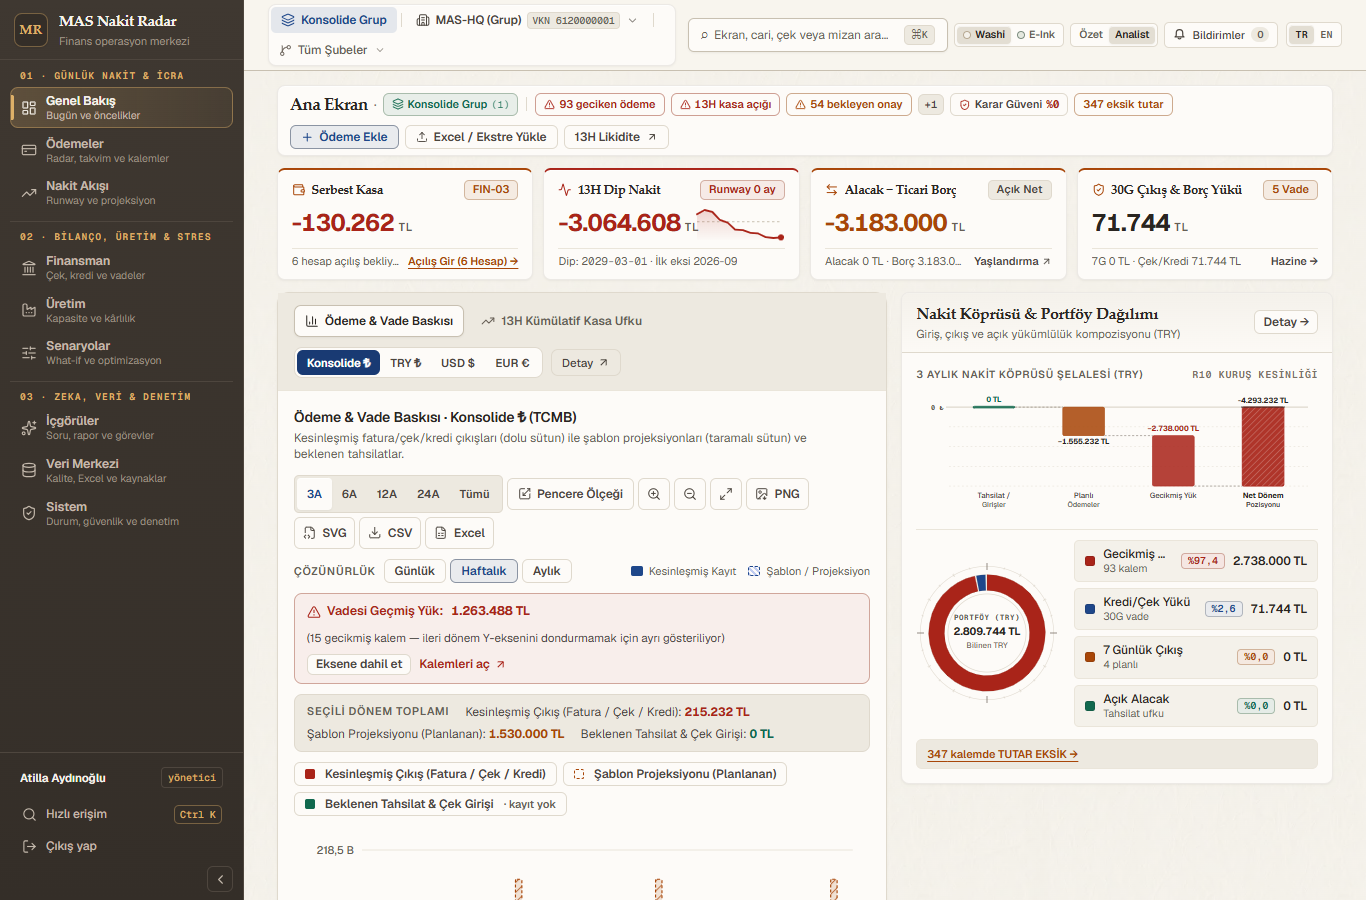 MR
MAS Nakit Radar
Finans operasyon merkezi
01 · GÜNLÜK NAKİT & İCRA
Genel Bakış
Bugün ve öncelikler
Ödemeler
Radar, takvim ve kalemler
Nakit Akışı
Runway ve projeksiyon
02 · BİLANÇO, ÜRETİM & STRES
Finansman
Çek, kredi ve vadeler
Üretim
Kapasite ve kârlılık
Senaryolar
What-if ve optimizasyon
03 · ZEKA, VERİ & DENETİM
İçgörüler
Soru, rapor ve görevler
Veri Merkezi
Kalite, Excel ve kaynaklar
Sistem
Durum, güvenlik ve denetim
Atilla Aydınoğlu yönetici
Hızlı erişim Ctrl K
Çıkış yap
Konsolide Grup MAS-HQ (Grup) VKN 6120000001
Tüm Şubeler
Ekran, cari, çek veya mizan ara... ⌘K
Washi E-Ink
Özet Analist
Bildirimler 0
TR EN
Ana Ekran · Konsolide Grup (1) 93 geciken ödeme 13H kasa açığı 54 bekleyen onay +1 Karar Güveni %0 347 eksik tutar
+ Ödeme Ekle Excel / Ekstre Yükle 13H Likidite ↗
Serbest Kasa FIN-03
-130.262 TL
6 hesap açılış bekliy... Açılış Gir (6 Hesap) →
13H Dip Nakit Runway 0 ay
-3.064.608 TL
Dip: 2029-03-01 · İlk eksi 2026-09
Alacak – Ticari Borç Açık Net
-3.183.000 TL
Alacak 0 TL · Borç 3.183.0... Yaşlandırma ↗
30G Çıkış & Borç Yükü 5 Vade
71.744 TL
7G 0 TL · Çek/Kredi 71.744 TL Hazine →
Ödeme & Vade Baskısı 13H Kümülatif Kasa Ufku
Konsolide ₺ TRY ₺ USD $ EUR € Detay ↗
Ödeme & Vade Baskısı · Konsolide ₺ (TCMB)
Kesinleşmiş fatura/çek/kredi çıkışları (dolu sütun) ile şablon projeksiyonları (taramalı sütun) ve
beklenen tahsilatlar.
3A 6A 12A 24A Tümü Pencere Ölçeği PNG
SVG CSV Excel
ÇÖZÜNÜRLÜK Günlük Haftalık Aylık Kesinleşmiş Kayıt Şablon / Projeksiyon
Vadesi Geçmiş Yük: 1.263.488 TL
(15 gecikmiş kalem — ileri dönem Y-eksenini dondurmamak için ayrı gösteriliyor)
Eksene dahil et Kalemleri aç ↗
SEÇİLİ DÖNEM TOPLAMI Kesinleşmiş Çıkış (Fatura / Çek / Kredi): 215.232 TL
Şablon Projeksiyonu (Planlanan): 1.530.000 TL Beklenen Tahsilat & Çek Girişi: 0 TL
Kesinleşmiş Çıkış (Fatura / Çek / Kredi) Şablon Projeksiyonu (Planlanan)
Beklenen Tahsilat & Çek Girişi · kayıt yok
218,5 B
Nakit Köprüsü & Portföy Dağılımı
Giriş, çıkış ve açık yükümlülük kompozisyonu (TRY)
Detay →
3 AYLIK NAKİT KÖPRÜSÜ ŞELALESİ (TRY) R10 KURUŞ KESİNLİĞİ
0 ₺
0 TL
-1.555.232 TL
-2.738.000 TL
-4.293.232 TL
Tahsilat / Girişler
Planlı Ödemeler
Gecikmiş Yük
Net Dönem Pozisyonu
PORTFÖY (TRY)
2.809.744 TL
Bilinen TRY
Gecikmiş ... %97,4 2.738.000 TL
93 kalem
Kredi/Çek Yükü %2,6 71.744 TL
30G vade
7 Günlük Çıkış %0,0 0 TL
4 planlı
Açık Alacak %0,0 0 TL
Tahsilat ufku
347 kalemde TUTAR EKSİK →